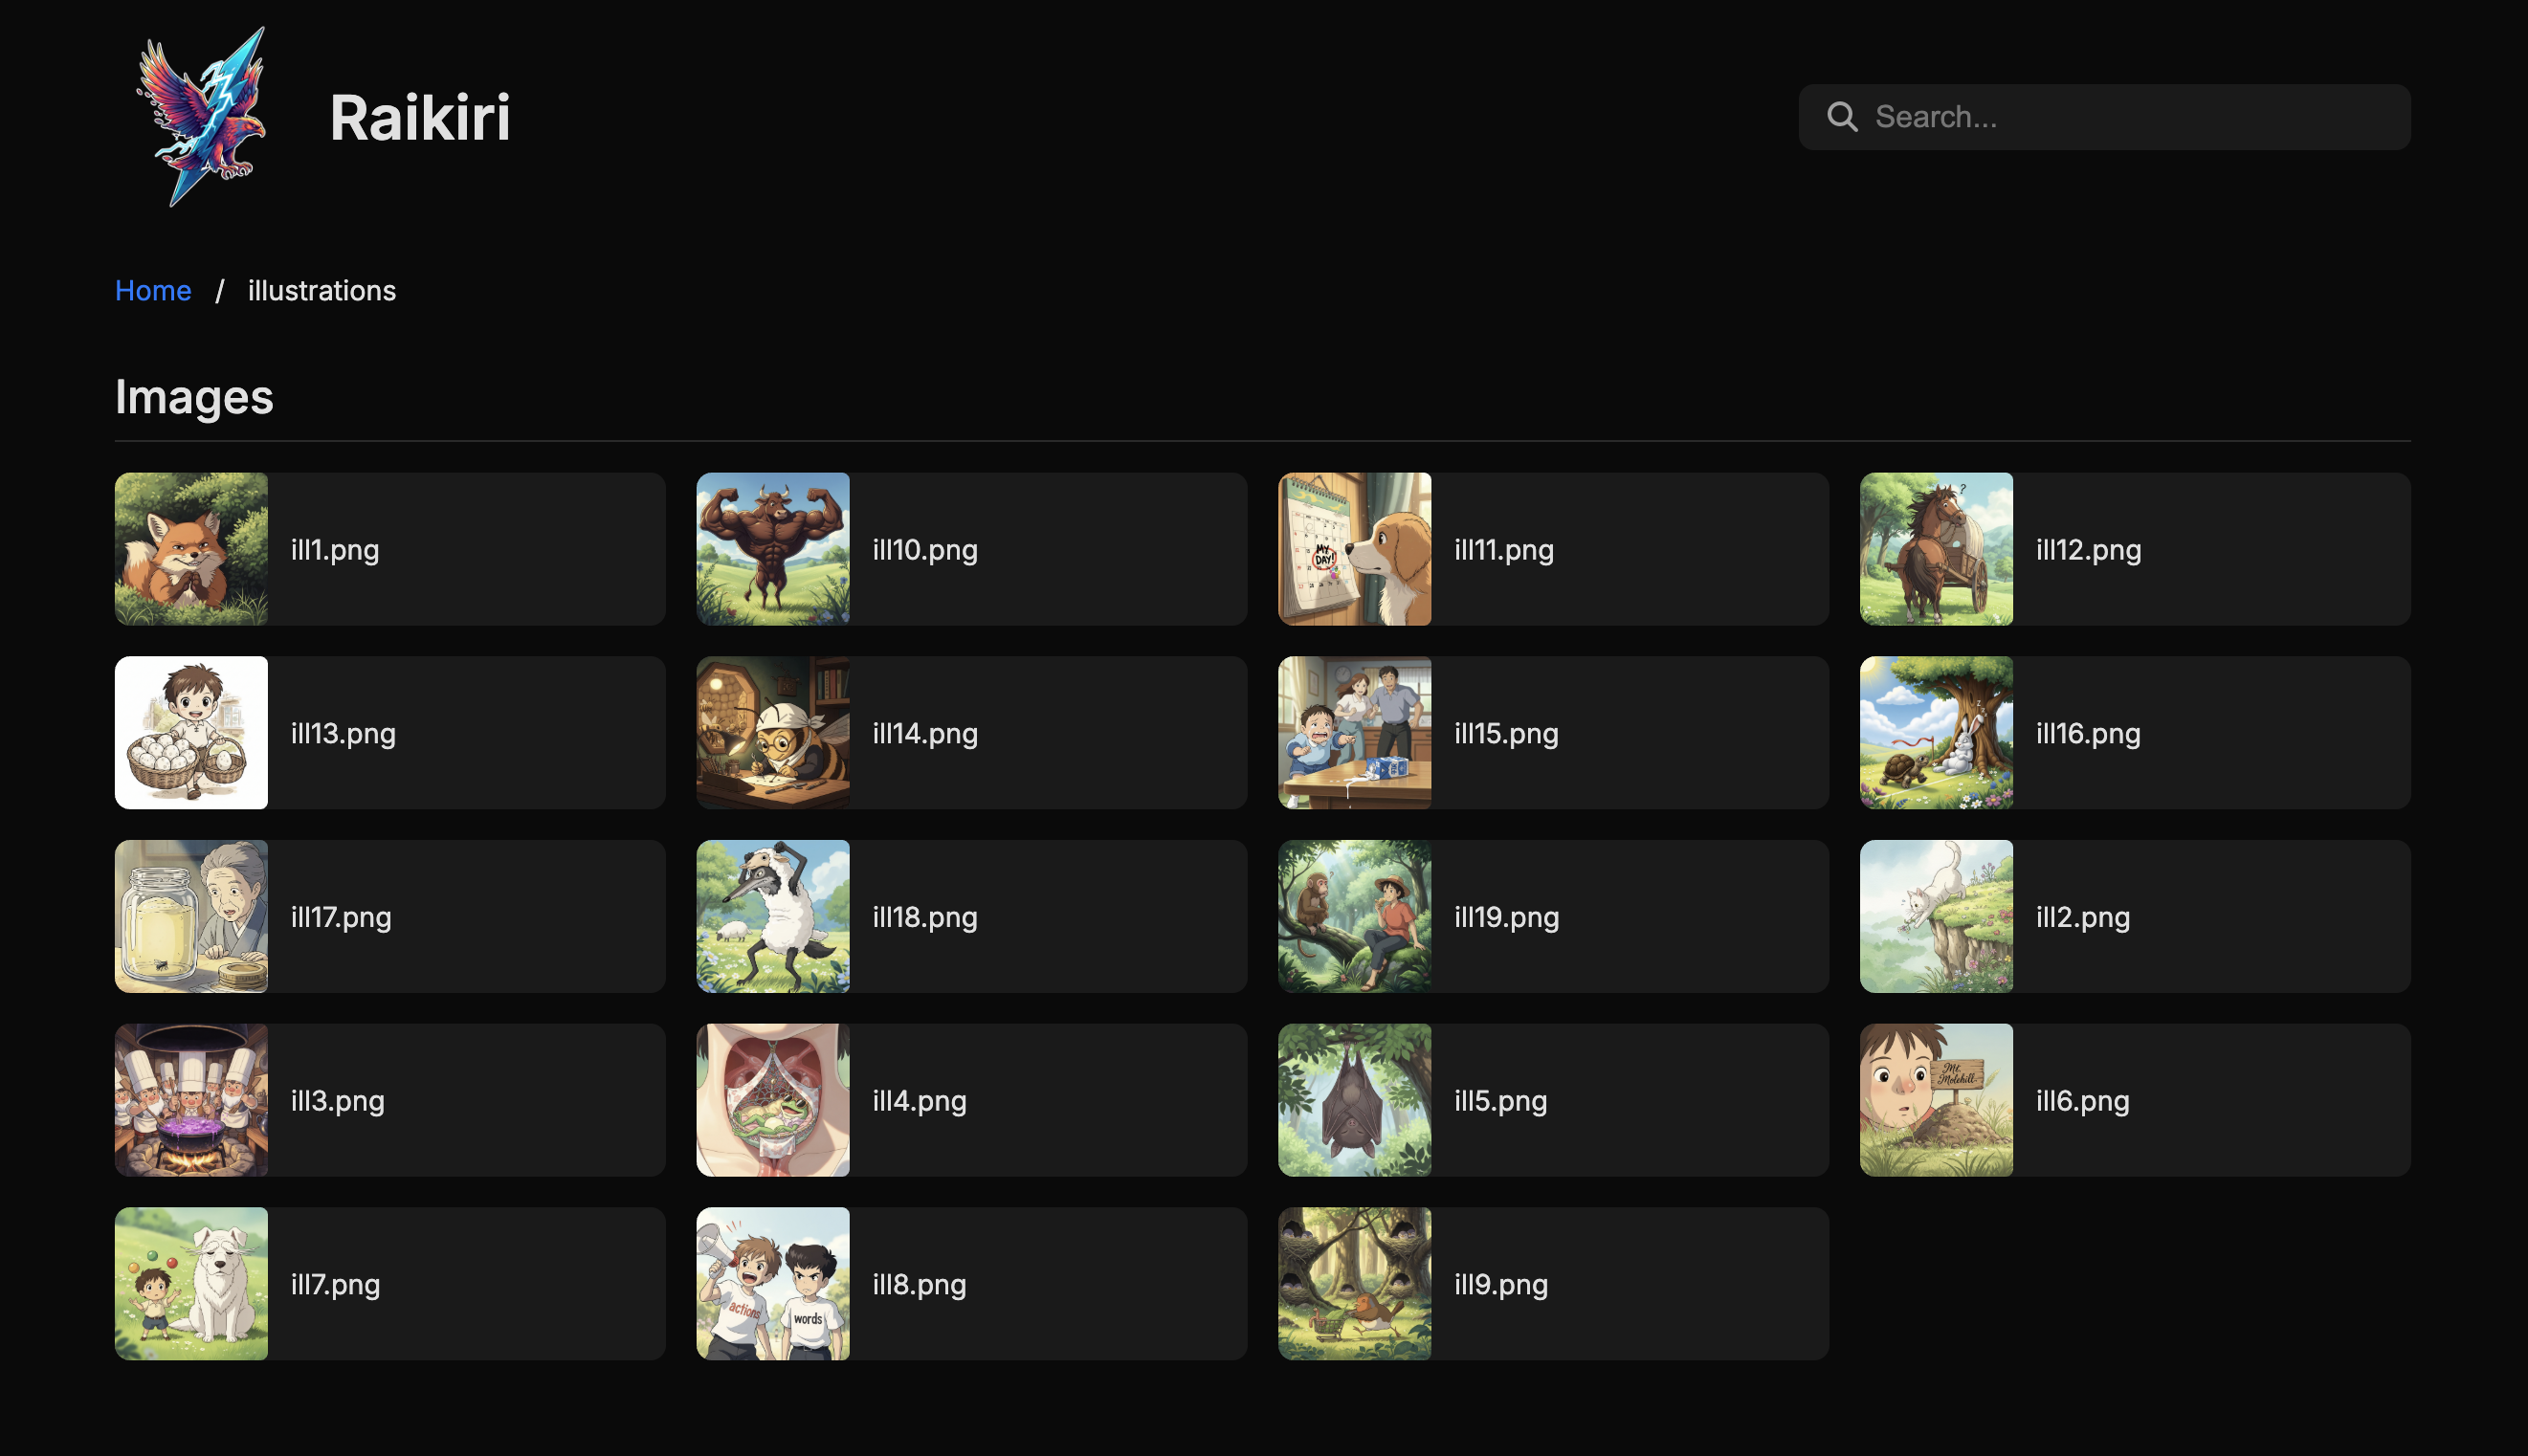 Raikiri
Search...
Home / illustrations
Images
ill1.png
ill10.png
MY
DAY!
ill11.png
?
ill12.png
ill13.png
ill14.png
ill15.png
ill16.png
ill17.png
ill18.png
ill19.png
ill2.png
ill3.png
ill4.png
ill5.png
Mt.
Molehill
ill6.png
ill7.png
actions
words
ill8.png
ill9.png